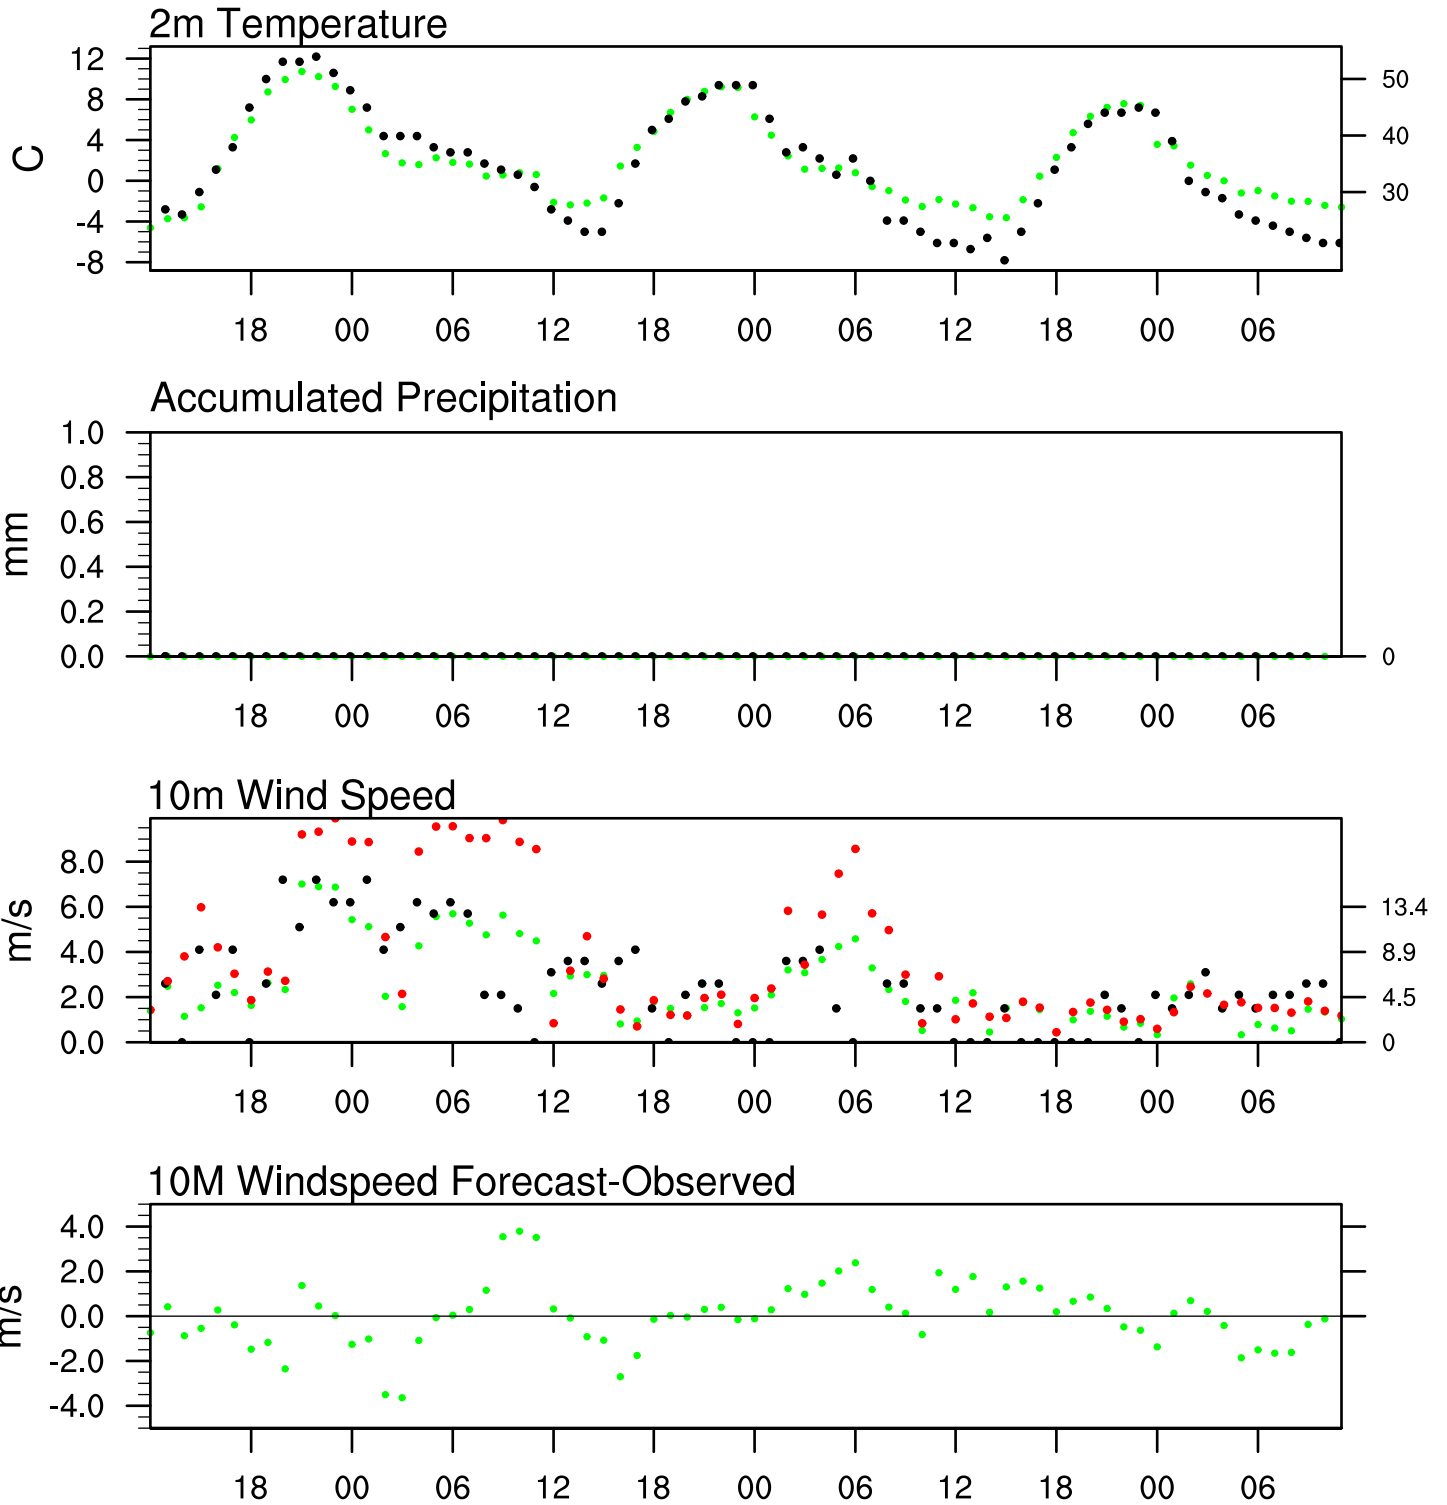 2m Temperature
12
8
4
0
-4
-8
C
50
40
30
18 00 06 12 18 00 06 12 18 00 06
Accumulated Precipitation
1.0
0.8
0.6
0.4
0.2
0.0
mm
0
18 00 06 12 18 00 06 12 18 00 06
10m Wind Speed
8.0
6.0
4.0
2.0
0.0
m/s
13.4
8.9
4.5
0
18 00 06 12 18 00 06 12 18 00 06
10M Windspeed Forecast-Observed
4.0
2.0
0.0
-2.0
-4.0
m/s
18 00 06 12 18 00 06 12 18 00 06